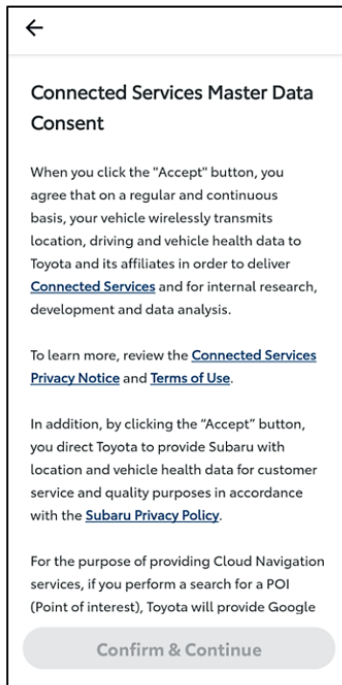 Connected Services Master Data
Consent
When you click the "Accept" button, you
agree that on a regular and continuous
basis, your vehicle wirelessly transmits
location, driving and vehicle health data to
Toyota and its affiliates in order to deliver
Connected Services and for internal research,
development and data analysis.
To learn more, review the Connected Services
Privacy Notice and Terms of Use.
In addition, by clicking the “Accept” button,
you direct Toyota to provide Subaru with
location and vehicle health data for customer
service and quality purposes in accordance
with the Subaru Privacy Policy.
For the purpose of providing Cloud Navigation
services, if you perform a search for a POI
(Point of interest), Toyota will provide Google
Confirm & Continue